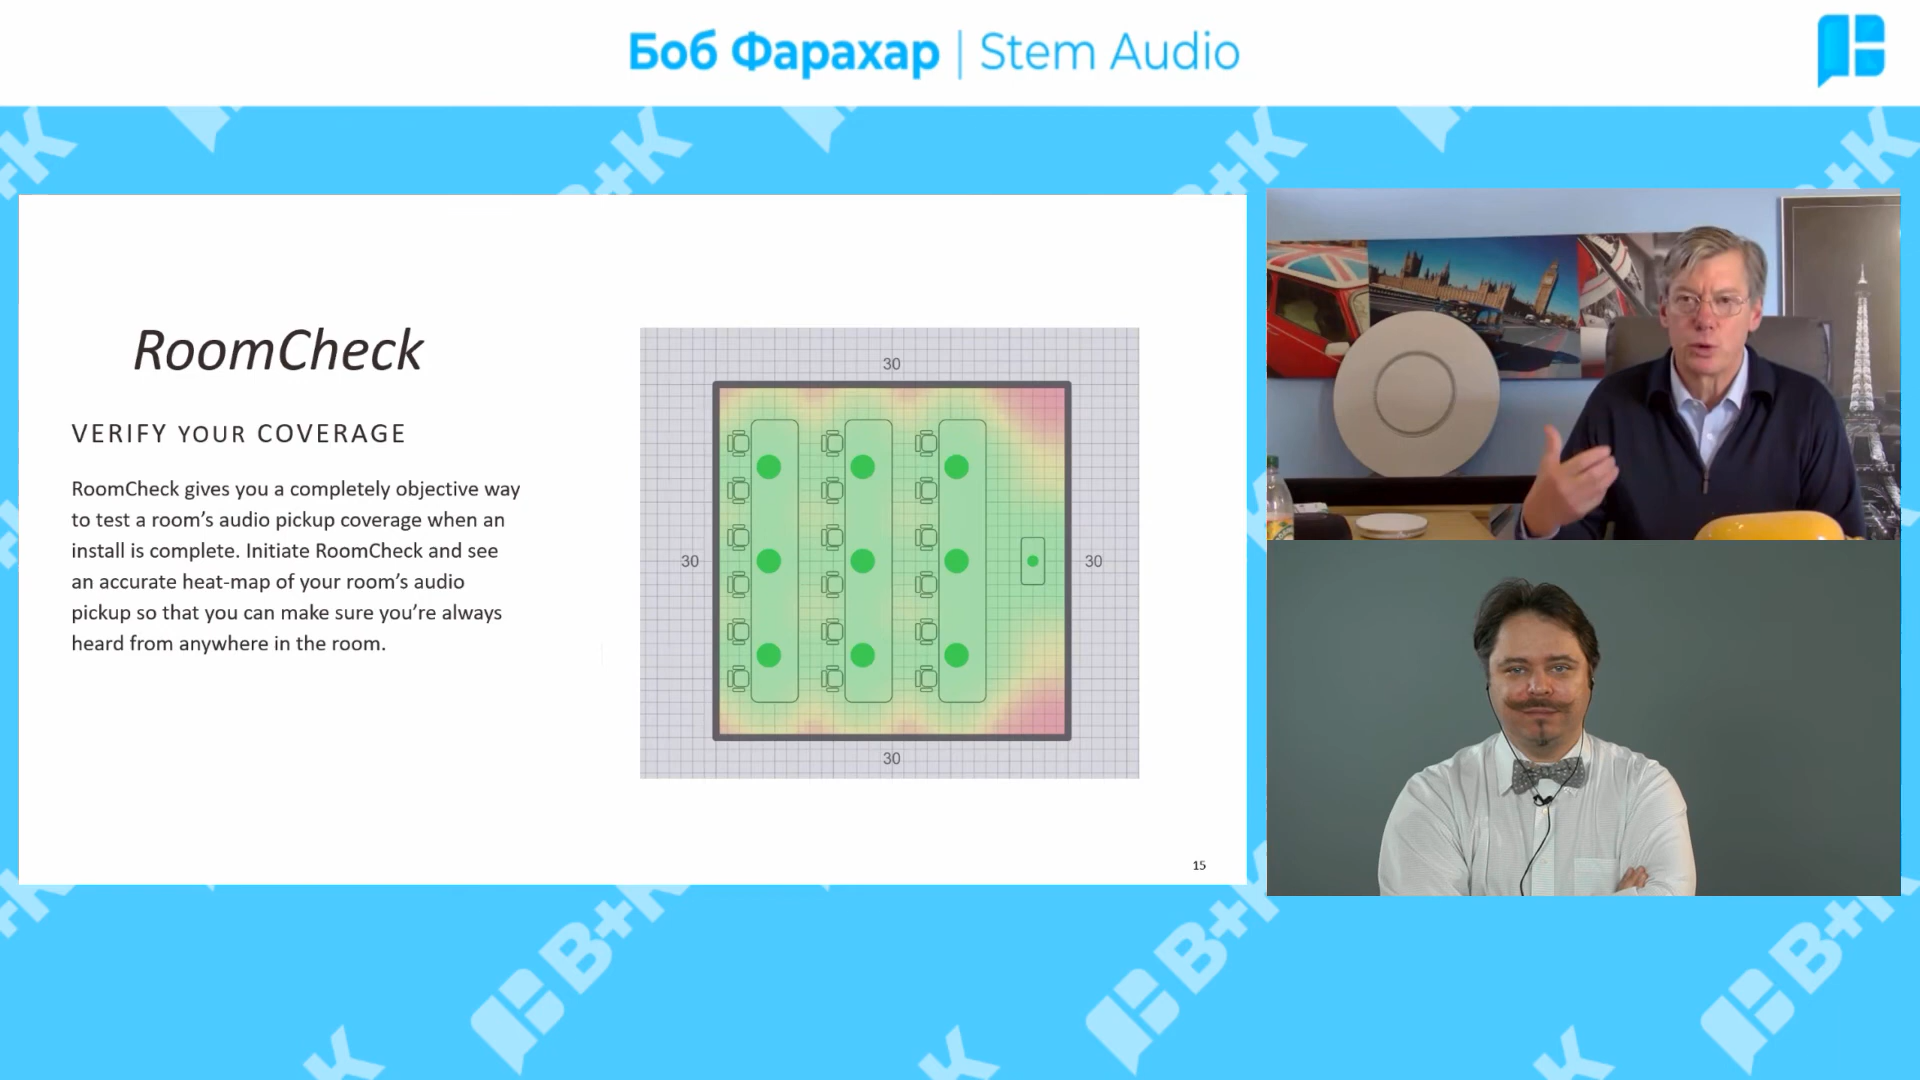 Боб Фарахар | Stem Audio
RoomCheck
VERIFY YOUR COVERAGE
RoomCheck gives you a completely objective way
to test a room's audio pickup coverage when an
install is complete. Initiate RoomCheck and see
an accurate heat-map of your room's audio
pickup so that you can make sure you're always
heard from anywhere in the room.
30
30
30
30
15
B+K
B+K
B+K
B+K
B+K
B+K